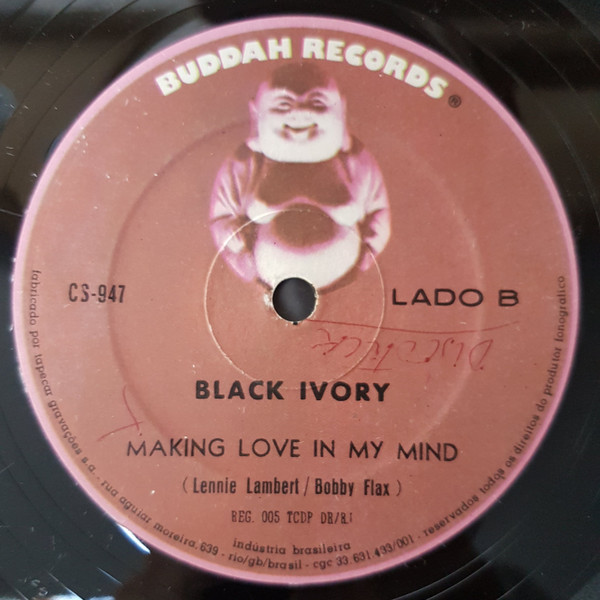 BUDDAH RECORDS®
CS-947
LADO B
Discoteca
BLACK IVORY
MAKING LOVE IN MY MIND
(Lennie Lambert / Bobby Flax)
REG. 005 TCDP DR/RJ
fabricado por tapecar gravações s.a. - rua aguiar moreira, 639 - rio/gb/brasil - cgc 33.631.433/001 - reservados todos os direitos do produtor fonográfico
indústria brasileira